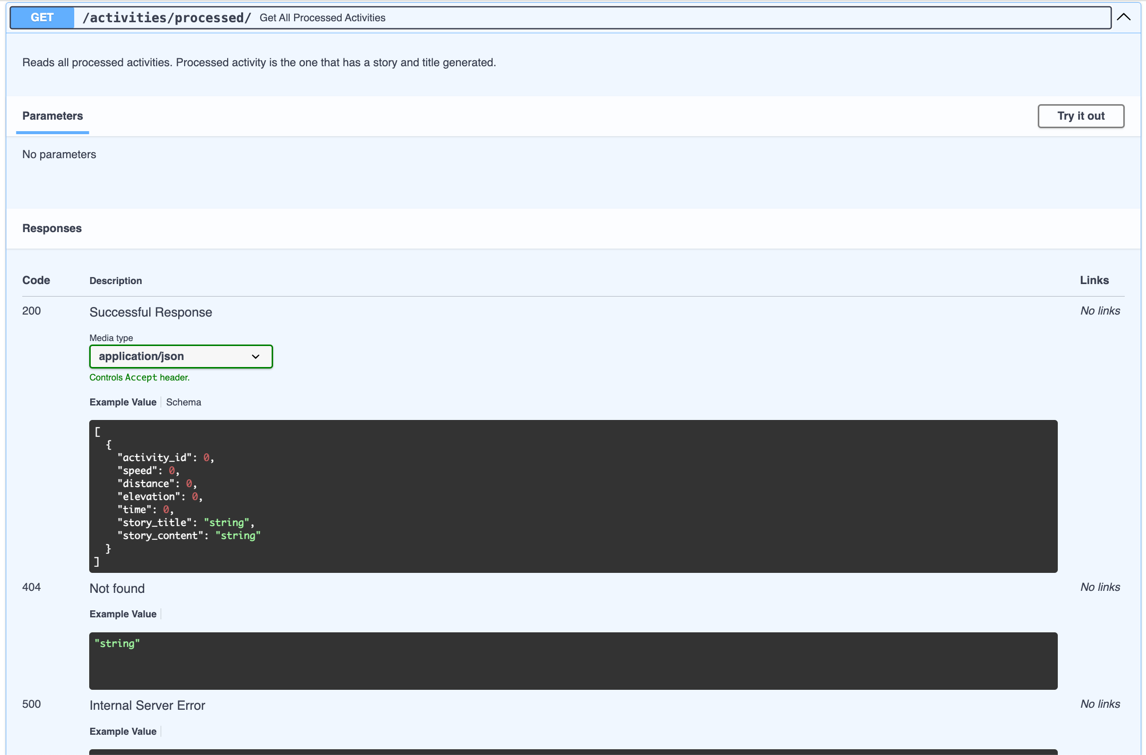 GET /activities/processed/ Get All Processed Activities
Reads all processed activities. Processed activity is the one that has a story and title generated.
Parameters
Try it out
No parameters
Responses
Code Description Links
200 Successful Response No links
Media type
application/json
Controls Accept header.
Example Value Schema
[
{
"activity_id": 0,
"speed": 0,
"distance": 0,
"elevation": 0,
"time": 0,
"story_title": "string",
"story_content": "string"
}
]
404 Not found No links
Example Value
"string"
500 Internal Server Error No links
Example Value